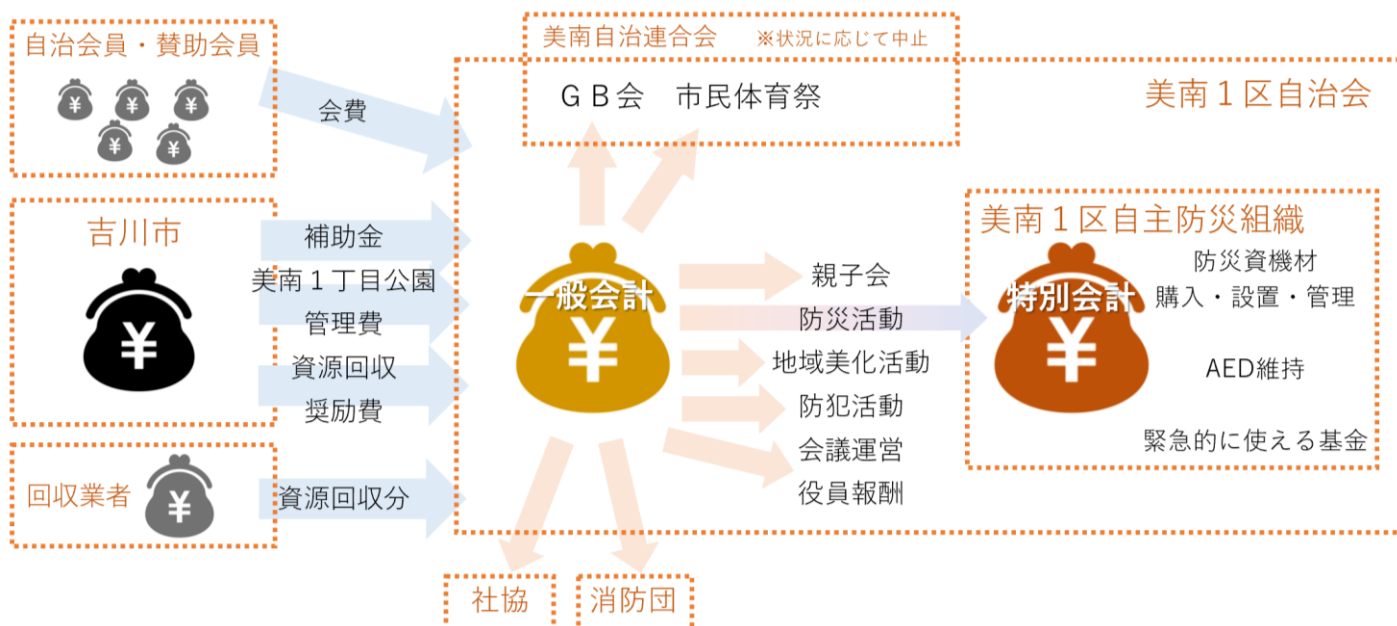 自治会員・賛助会員
¥ ¥ ¥
¥ ¥
会費
吉川市
¥
補助金
美南１丁目公園
管理費
資源回収
奨励費
回収業者
¥
資源回収分
美南自治連合会 ※状況に応じて中止
ＧＢ会 市民体育祭
美南１区自治会
一般会計
¥
親子会
防災活動
地域美化活動
防犯活動
会議運営
役員報酬
美南１区自主防災組織
特別会計
¥
防災資機材
購入・設置・管理
AED維持
緊急的に使える基金
社協
消防団